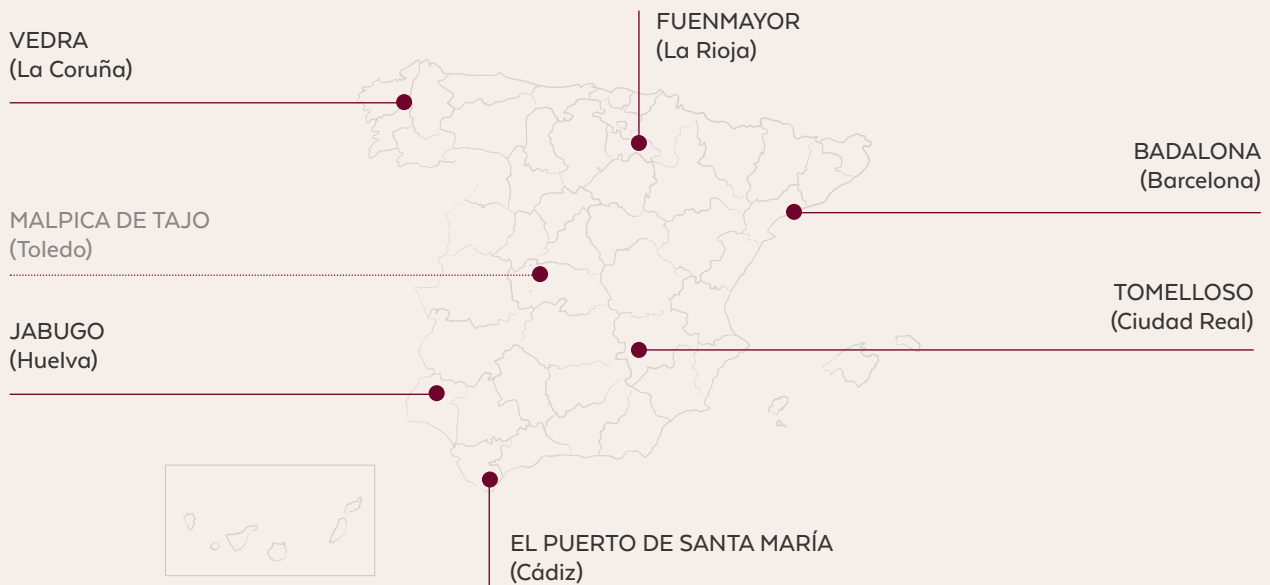 VEDRA
(La Coruña)
FUENMAYOR
(La Rioja)
BADALONA
(Barcelona)
MALPICA DE TAJO
(Toledo)
TOMELLOSO
(Ciudad Real)
JABUGO
(Huelva)
EL PUERTO DE SANTA MARÍA
(Cádiz)